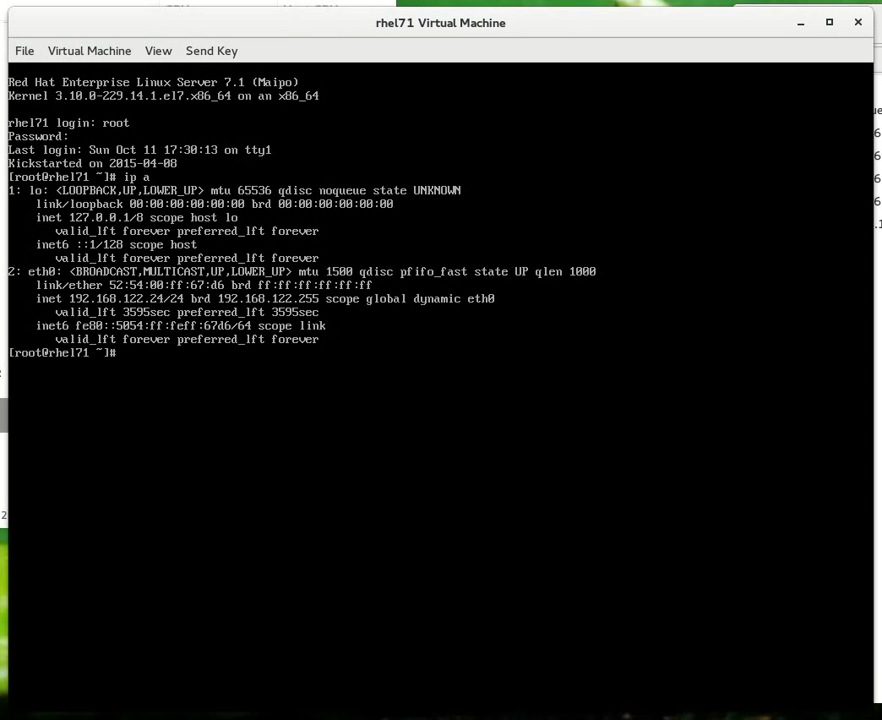 rhel71 Virtual Machine
File Virtual Machine View Send Key
Red Hat Enterprise Linux Server 7.1 (Maipo)
Kernel 3.10.0-229.14.1.el7.x86_64 on an x86_64
rhel71 login: root
Password:
Last login: Sun Oct 11 17:30:13 on tty1
Kickstarted on 2015-04-08
[root@rhel71 ~]# ip a
1: lo: <LOOPBACK,UP,LOWER_UP> mtu 65536 qdisc noqueue state UNKNOWN
link/loopback 00:00:00:00:00:00 brd 00:00:00:00:00:00
inet 127.0.0.1/8 scope host lo
valid_lft forever preferred_lft forever
inet6 ::1/128 scope host
valid_lft forever preferred_lft forever
2: eth0: <BROADCAST,MULTICAST,UP,LOWER_UP> mtu 1500 qdisc pfifo_fast state UP qlen 1000
link/ether 52:54:00:ff:67:d6 brd ff:ff:ff:ff:ff:ff
inet 192.168.122.24/24 brd 192.168.122.255 scope global dynamic eth0
valid_lft 3595sec preferred_lft 3595sec
inet6 fe80::5054:ff:feff:67d6/64 scope link
valid_lft forever preferred_lft forever
[root@rhel71 ~]#